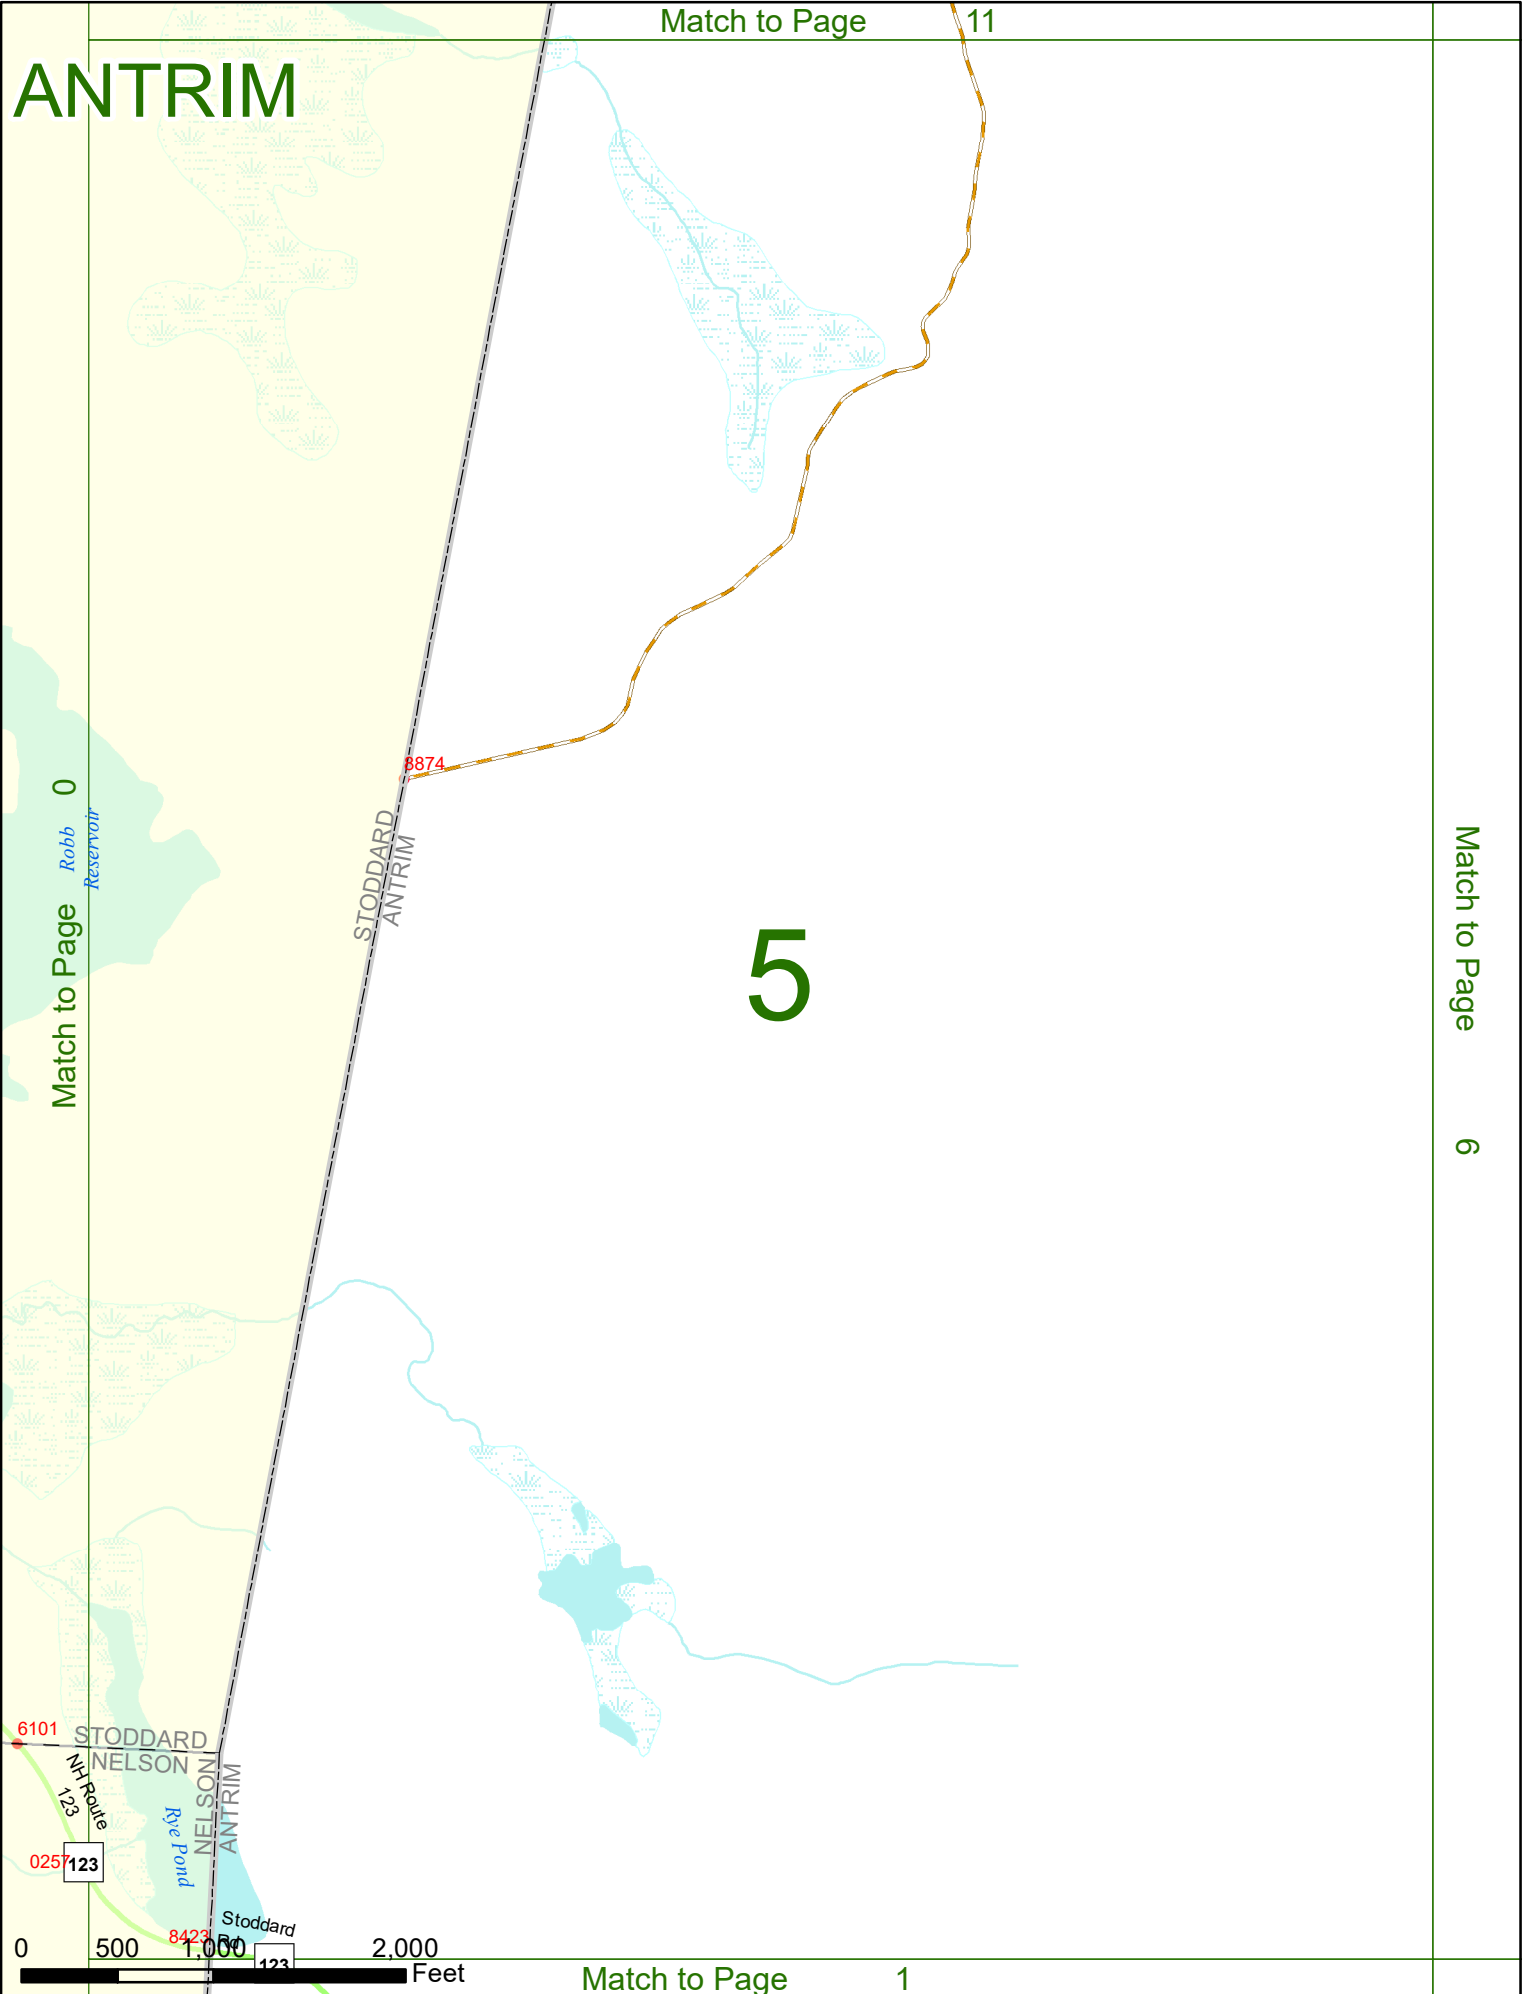 Match to Page 11
ANTRIM
8874
STODDARD
ANTRIM
Match to Page 0
Robb
Reservoir
5
Match to Page 6
6101
STODDARD
NELSON
NELSON
ANTRIM
NH Route
123
Rye Pond
0257
123
8423
Stoddard
Rd
123
0 500 1,000 2,000
Feet
Match to Page 1